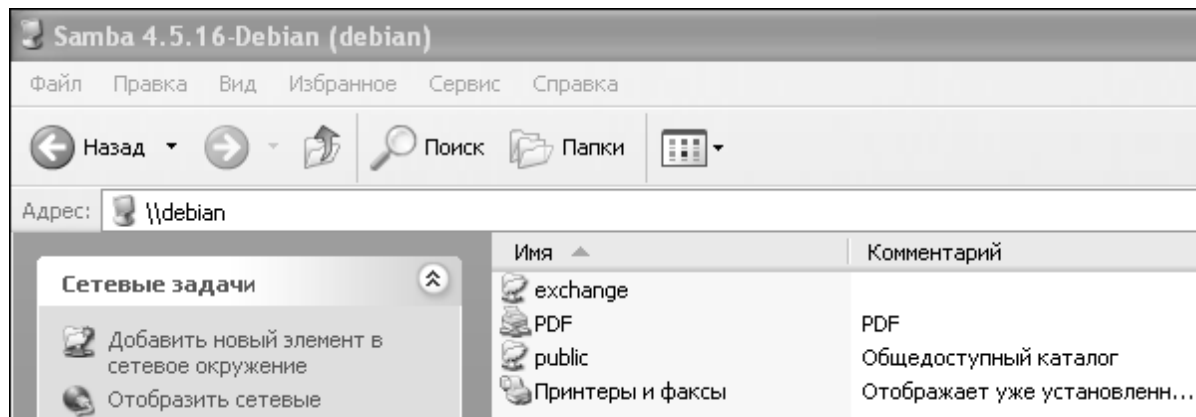 Samba 4.5.16-Debian (debian)
Файл Правка Вид Избранное Сервис Справка
Назад Поиск Папки
Адрес: \\debian
Имя Комментарий
Сетевые задачи
exchange
PDF PDF
Добавить новый элемент в
сетевое окружение
public Общедоступный каталог
Принтеры и факсы Отображает уже установленн...
Отобразить сетевые